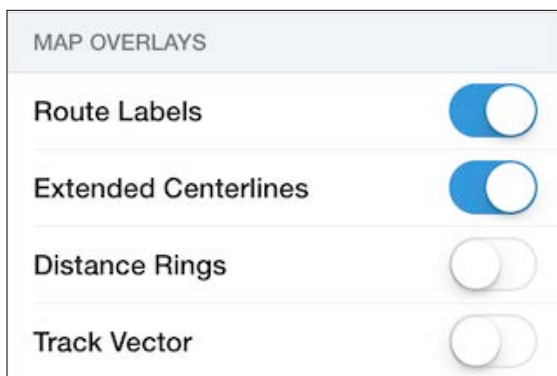 MAP OVERLAYS
Route Labels
Extended Centerlines
Distance Rings
Track Vector